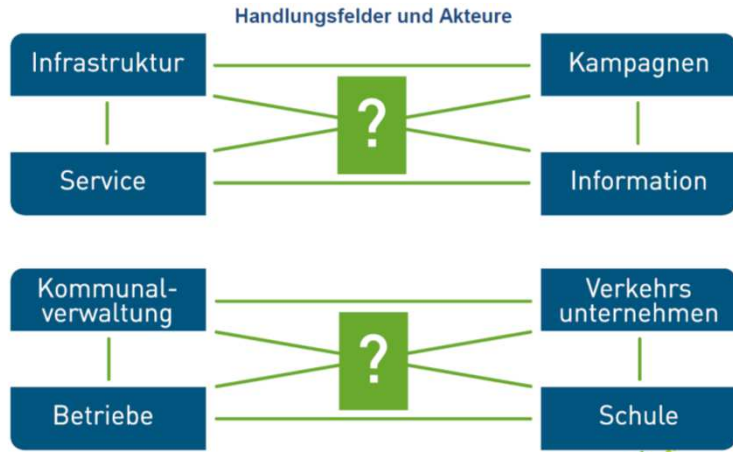 Handlungsfelder und Akteure
Infrastruktur
Kampagnen
?
Service
Information
Kommunal-
verwaltung
Verkehrs
unternehmen
?
Betriebe
Schule